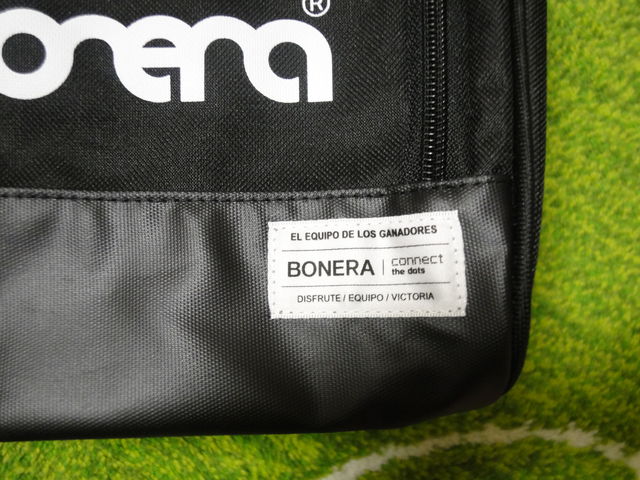 onera®
EL EQUIPO DE LOS GANADORES
BONERA | connect
the dots
DISFRUTE / EQUIPO / VICTORIA